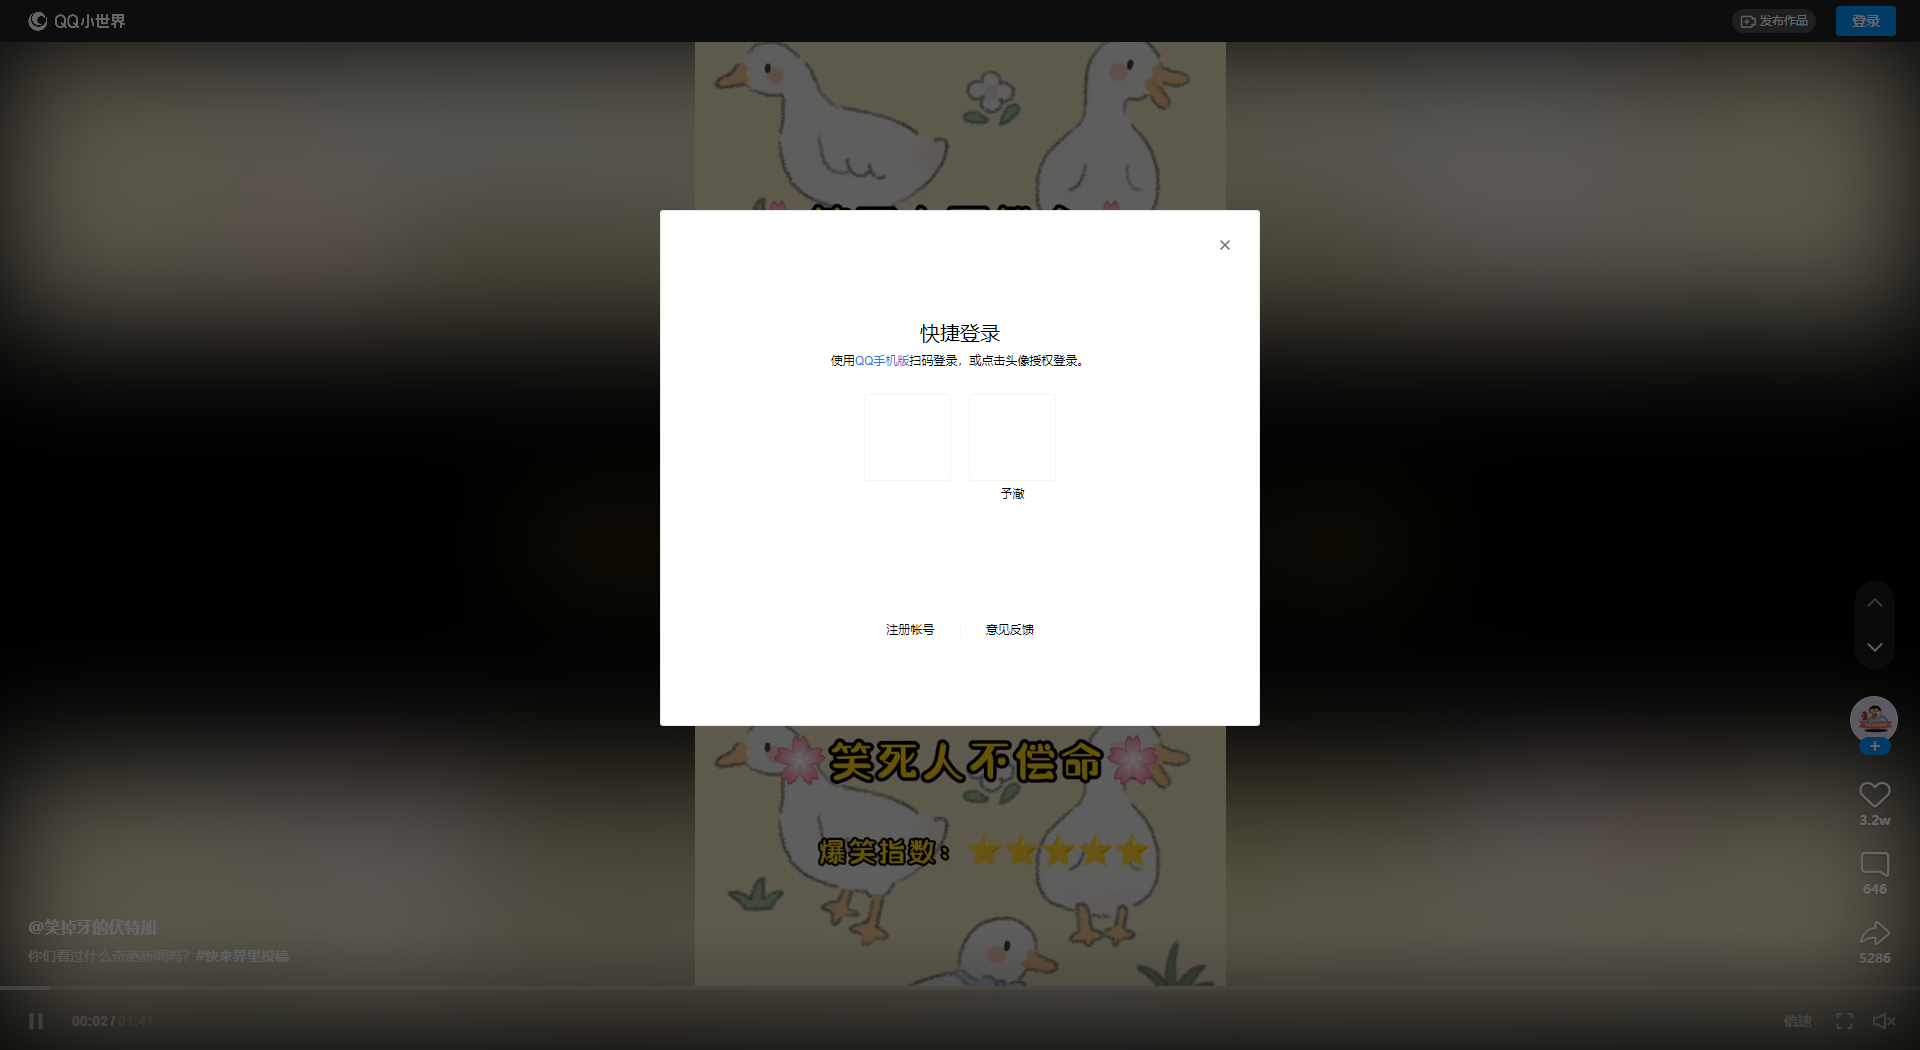 QQ小世界
发布作品
登录
快捷登录
使用QQ手机版扫码登录，或点击头像授权登录。
予澈
注册帐号
意见反馈
笑死人不偿命
爆笑指数：
3.2w
646
5286
@笑掉牙的伏特加
你们看过什么奇葩新闻吗？#快来界里投稿
00:02 / 01:41
倍速